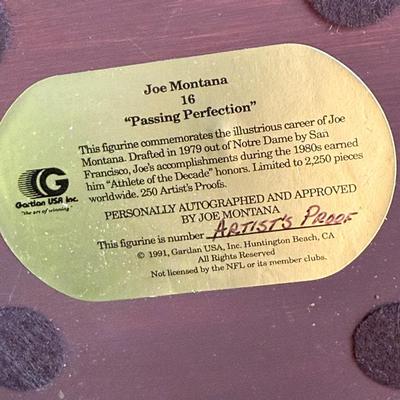 Joe Montana
16
"Passing Perfection"
This figurine commemorates the illustrious career of Joe
Montana. Drafted in 1979 out of Notre Dame by San
Francisco, Joe's accomplishments during the 1980s earned
him "Athlete of the Decade" honors. Limited to 2,250 pieces
worldwide. 250 Artist's Proofs.
PERSONALLY AUTOGRAPHED AND APPROVED
BY JOE MONTANA
This figurine is number ARTIST'S PROOF
© 1991, Gartlan USA, Inc. Huntington Beach, CA
All Rights Reserved
Not licensed by the NFL or its member clubs.
G
Gartlan USA Inc.
"the art of winning"